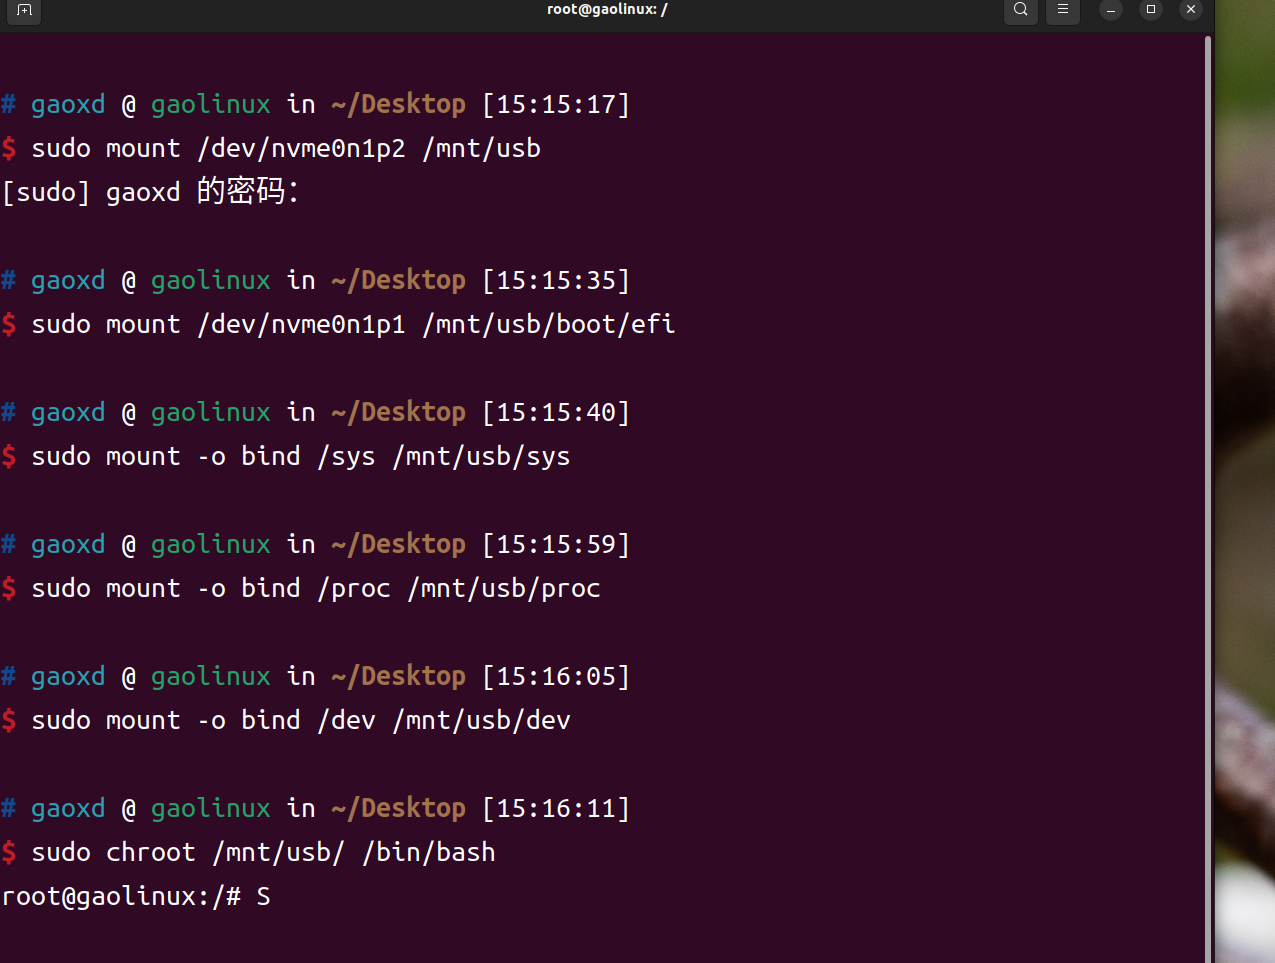 root@gaolinux: /
# gaoxd @ gaolinux in ~/Desktop [15:15:17]
$ sudo mount /dev/nvme0n1p2 /mnt/usb
[sudo] gaoxd 的密码：
# gaoxd @ gaolinux in ~/Desktop [15:15:35]
$ sudo mount /dev/nvme0n1p1 /mnt/usb/boot/efi
# gaoxd @ gaolinux in ~/Desktop [15:15:40]
$ sudo mount -o bind /sys /mnt/usb/sys
# gaoxd @ gaolinux in ~/Desktop [15:15:59]
$ sudo mount -o bind /proc /mnt/usb/proc
# gaoxd @ gaolinux in ~/Desktop [15:16:05]
$ sudo mount -o bind /dev /mnt/usb/dev
# gaoxd @ gaolinux in ~/Desktop [15:16:11]
$ sudo chroot /mnt/usb/ /bin/bash
root@gaolinux:/# S